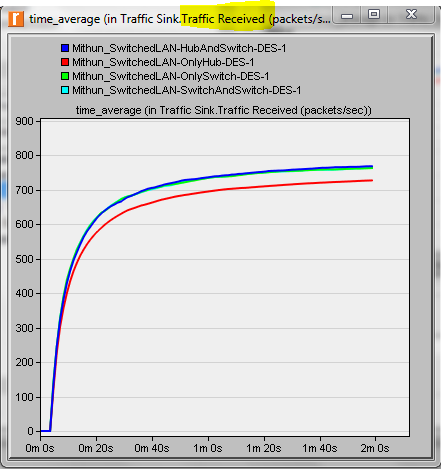 time_average (in Traffic Sink.Traffic Received (packets/s...
Mithun_SwitchedLAN-HubAndSwitch-DES-1
Mithun_SwitchedLAN-OnlyHub-DES-1
Mithun_SwitchedLAN-OnlySwitch-DES-1
Mithun_SwitchedLAN-SwitchAndSwitch-DES-1
time_average (in Traffic Sink.Traffic Received (packets/sec))
900
800
700
600
500
400
300
200
100
0
0m 0s 0m 20s 0m 40s 1m 0s 1m 20s 1m 40s 2m 0s